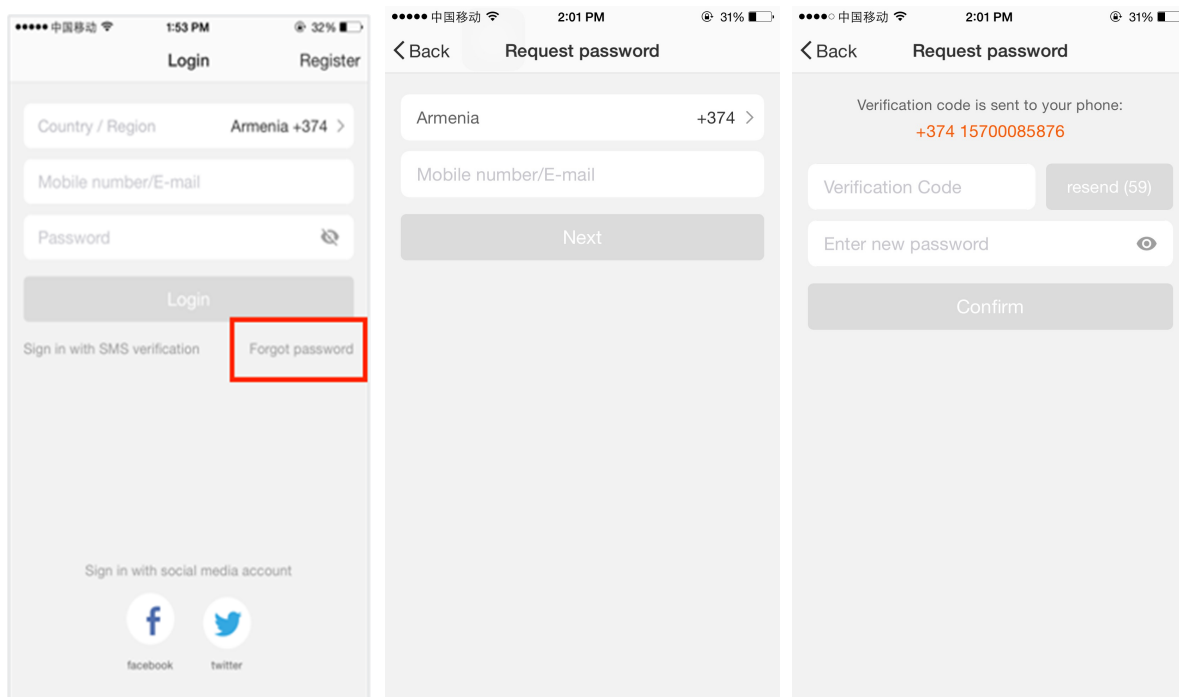 中国移动 1:53 PM 32%
Login Register
Country / Region Armenia +374
Mobile number/E-mail
Password
Login
Sign in with SMS verification Forgot password
Sign in with social media account
facebook twitter
中国移动 2:01 PM 31%
Back Request password
Armenia +374
Mobile number/E-mail
Next
中国移动 2:01 PM 31%
Back Request password
Verification code is sent to your phone:
+374 15700085876
Verification Code resend (59)
Enter new password
Confirm